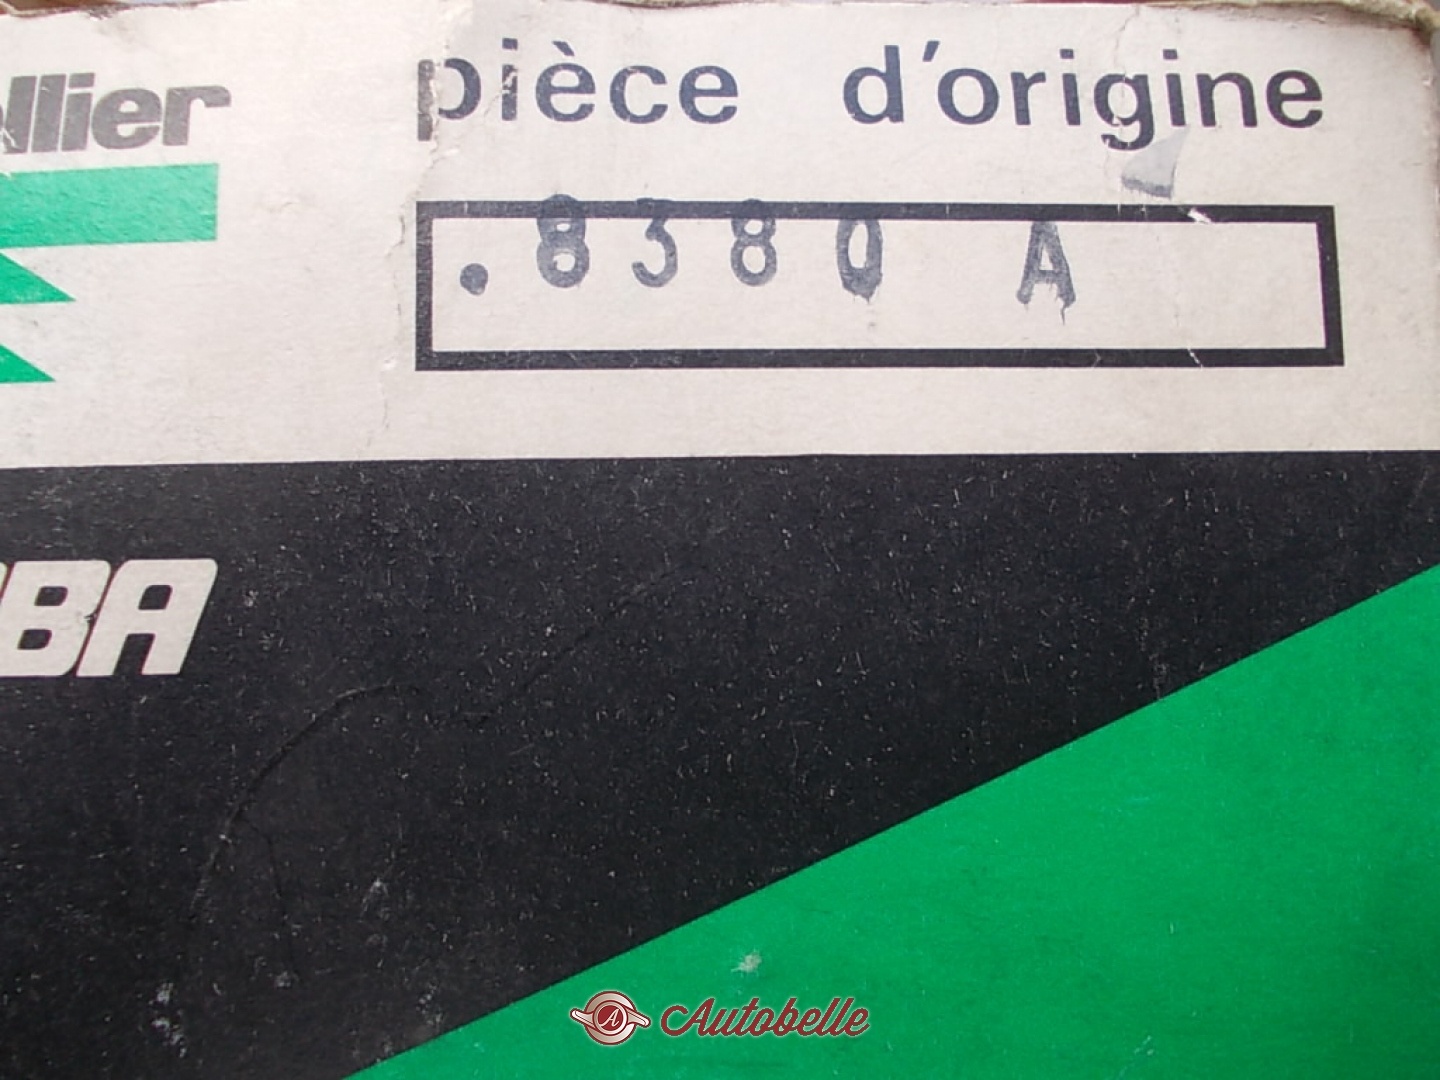 llier
pièce d'origine
.8380 A
BA
Autobelle